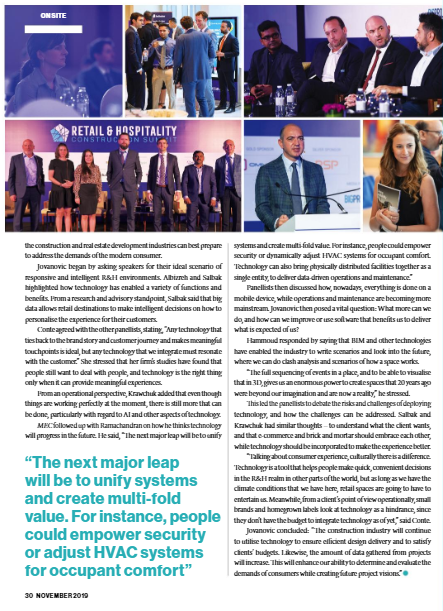 ONSITE
RETAIL & HOSPITALITY
CONSTRUCTION SUMMIT
the construction and real estate development industries can best prepare
to address the demands of the modern consumer.
Jovanovic began by asking speakers for their ideal scenario of
responsive and intelligent R&H environments. Albizreh and Salbak
highlighted how technology has enabled a variety of functions and
benefits. From a research and advisory standpoint, Salbak said that big
data allows retail destinations to make intelligent decisions on how to
personalise the experience for their customers.
Conte agreed with the other panellists, stating, “Any technology that
ties back to the brand story and customer journey and makes meaningful
touchpoints is ideal, but any technology that we integrate must resonate
with the customer.” She stressed that her firm's studies have found that
people still want to deal with people, and technology is the right thing
only when it can provide meaningful experiences.
From an operational perspective, Krawchuk added that even though
things are working perfectly at the moment, there is still more that can
be done, particularly with regard to AI and other aspects of technology.
MEC followed up with Ramachandran on how he thinks technology
will progress in the future. He said, “The next major leap will be to unify
“The next major leap
will be to unify systems
and create multi-fold
value. For instance, people
could empower security
or adjust HVAC systems
for occupant comfort”
systems and create multi-fold value. For instance, people could empower
security or dynamically adjust HVAC systems for occupant comfort.
Technology can also bring physically distributed facilities together as a
single entity, to deliver data-driven operations and maintenance.”
Panellists then discussed how, nowadays, everything is done on a
mobile device, while operations and maintenance are becoming more
mainstream. Jovanovic then posed a vital question: What more can we
do, and how can we improve or use software that benefits us to deliver
what is expected of us?
Hammoud responded by saying that BIM and other technologies
have enabled the industry to write scenarios and look into the future,
where we can do clash analysis and scenarios of how a space works.
“The full sequencing of events in a place, and to be able to visualise
that in 3D, gives us an enormous power to create spaces that 20 years ago
were beyond our imagination and are now a reality,” he stressed.
This led the panellists to debate the risks and challenges of deploying
technology, and how the challenges can be addressed. Salbak and
Krawchuk had similar thoughts – to understand what the client wants,
and that e-commerce and brick and mortar should embrace each other,
while technology should be incorporated to make the experience better.
“Talking about consumer experience, culturally there is a difference.
Technology is a tool that helps people make quick, convenient decisions
in the R&H realm in other parts of the world, but as long as we have the
climate conditions that we have here, retail spaces are going to have to
entertain us. Meanwhile, from a client's point of view operationally, small
brands and homegrown labels look at technology as a hindrance, since
they don't have the budget to integrate technology as of yet,” said Conte.
Jovanovic concluded: “The construction industry will continue
to utilise technology to ensure efficient design delivery and to satisfy
clients' budgets. Likewise, the amount of data gathered from projects
will increase. This will enhance our ability to determine and evaluate the
demands of consumers while creating future project visions.”
30 NOVEMBER 2019